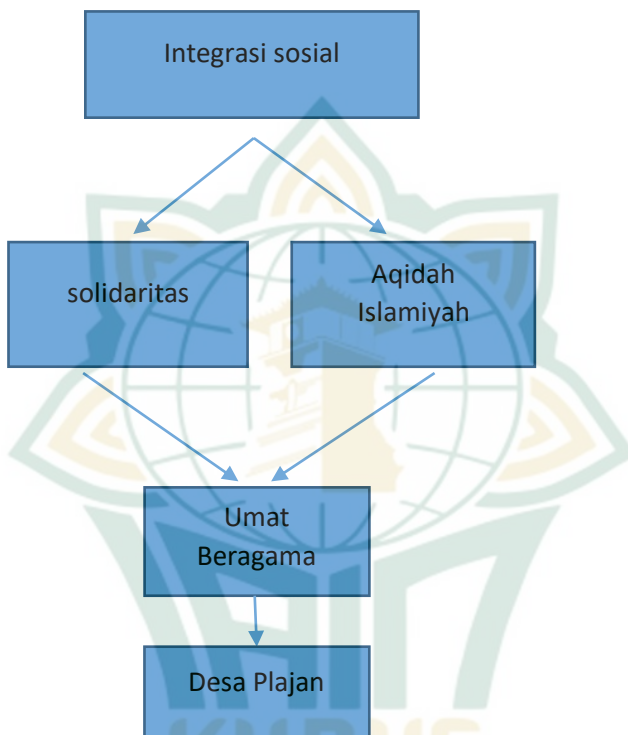 Integrasi sosial
solidaritas
Aqidah
Islamiyah
Umat
Beragama
Desa Plajan